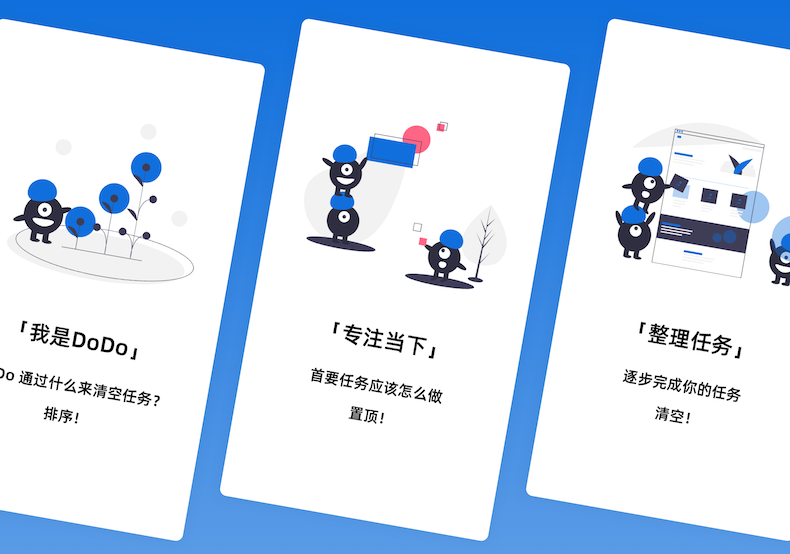 「我是DoDo」
Do 通过什么来清空任务?
排序!
「专注当下」
首要任务应该怎么做
置顶!
「整理任务」
逐步完成你的任务
清空!